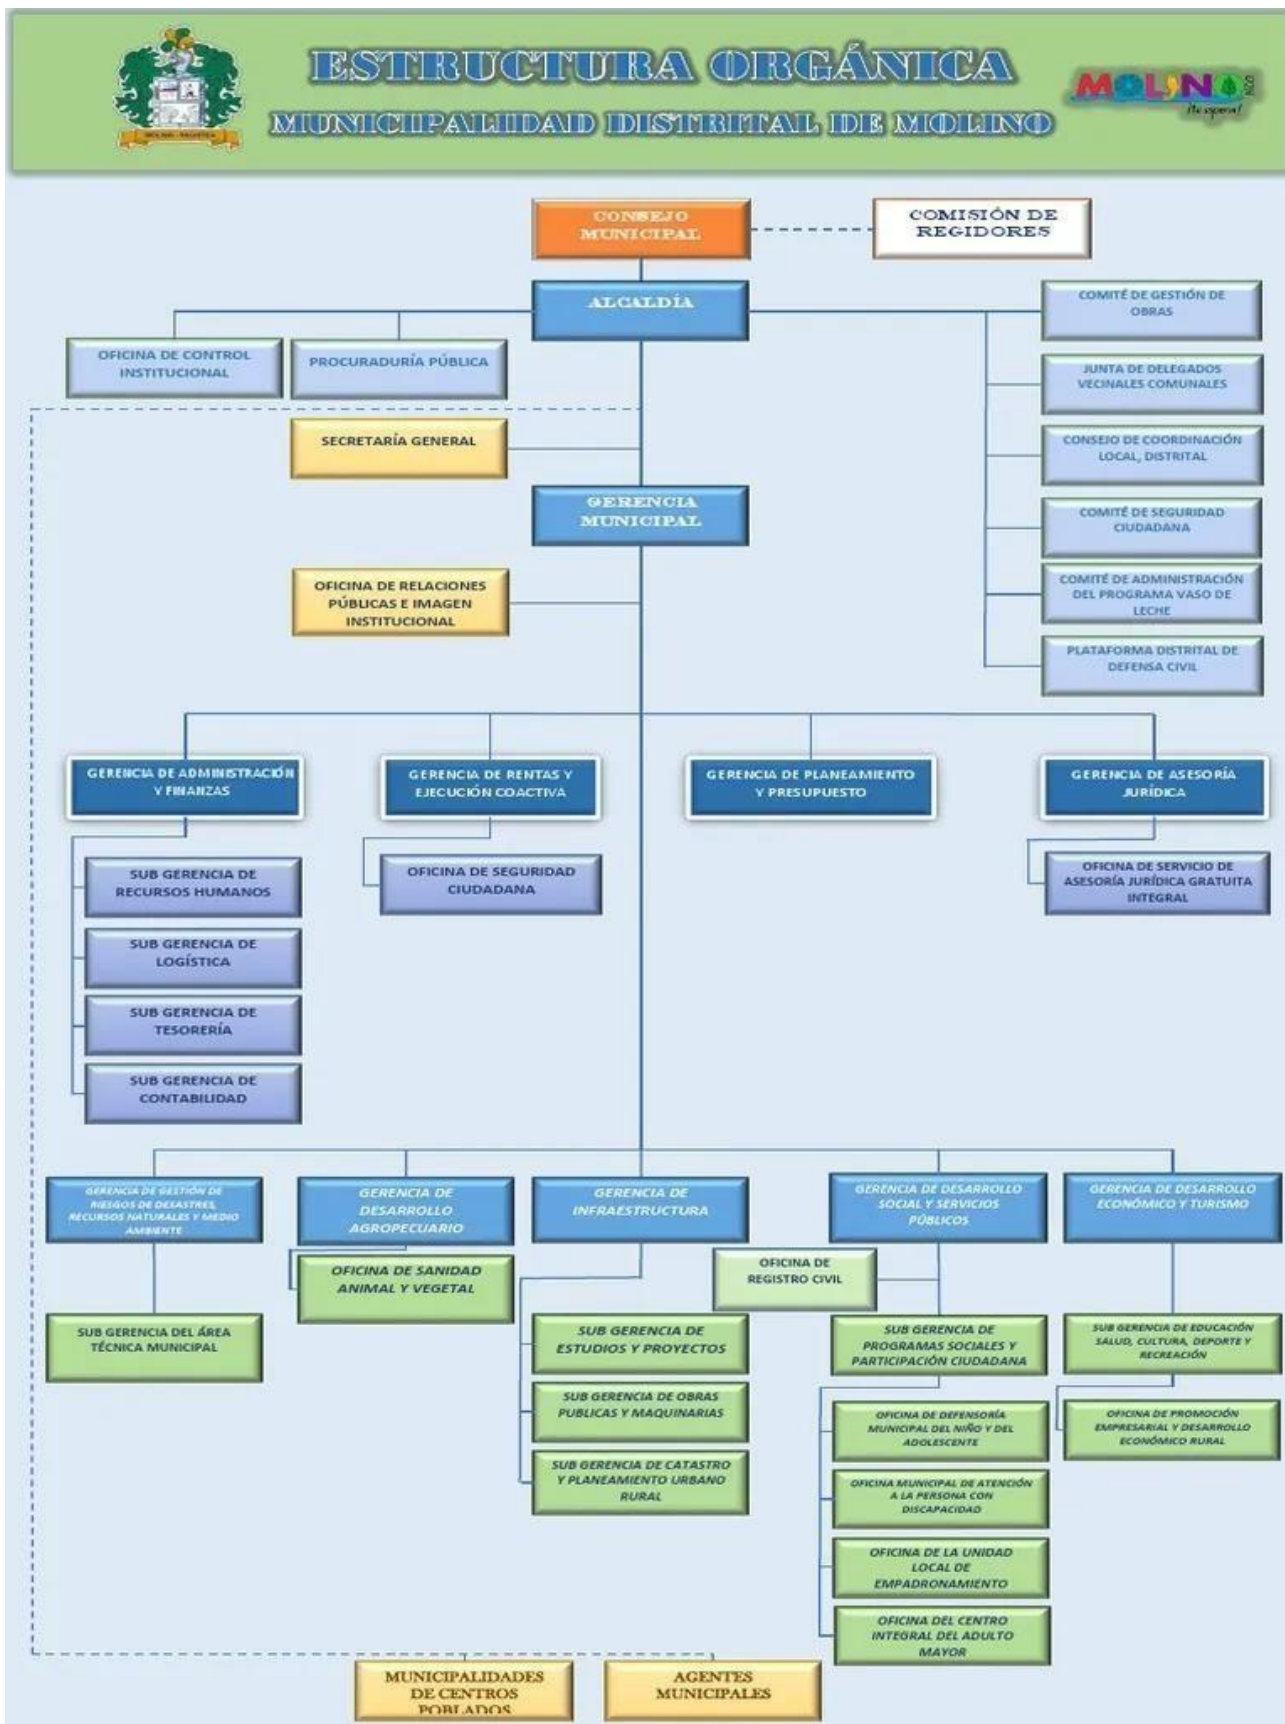 ESTRUCTURA ORGÁNICA
MUNICIPALIDAD DISTRITAL DE MOLINO
MOLINO
¡Te espera!
CONSEJO
MUNICIPAL
COMISIÓN DE
REGIDORES
ALCALDÍA
COMITÉ DE GESTIÓN DE
OBRAS
OFICINA DE CONTROL
INSTITUCIONAL
PROCURADURÍA PÚBLICA
JUNTA DE DELEGADOS
VECINALES COMUNALES
SECRETARÍA GENERAL
CONSEJO DE COORDINACIÓN
LOCAL, DISTRITAL
GERENCIA
MUNICIPAL
COMITÉ DE SEGURIDAD
CIUDADANA
OFICINA DE RELACIONES
PÚBLICAS E IMAGEN
INSTITUCIONAL
COMITÉ DE ADMINISTRACIÓN
DEL PROGRAMA VASO DE
LECHE
PLATAFORMA DISTRITAL DE
DEFENSA CIVIL
GERENCIA DE ADMINISTRACIÓN
Y FINANZAS
GERENCIA DE RENTAS Y
EJECUCIÓN COACTIVA
GERENCIA DE PLANEAMIENTO
Y PRESUPUESTO
GERENCIA DE ASESORÍA
JURÍDICA
SUB GERENCIA DE
RECURSOS HUMANOS
OFICINA DE SEGURIDAD
CIUDADANA
OFICINA DE SERVICIO DE
ASESORÍA JURÍDICA GRATUITA
INTEGRAL
SUB GERENCIA DE
LOGÍSTICA
SUB GERENCIA DE
TESORERÍA
SUB GERENCIA DE
CONTABILIDAD
GERENCIA DE GESTIÓN DE
RIESGOS DE DESASTRES,
RECURSOS NATURALES Y MEDIO
AMBIENTE
GERENCIA DE
DESARROLLO
AGROPECUARIO
GERENCIA DE
INFRAESTRUCTURA
GERENCIA DE DESARROLLO
SOCIAL Y SERVICIOS
PÚBLICOS
GERENCIA DE DESARROLLO
ECONÓMICO Y TURISMO
OFICINA DE SANIDAD
ANIMAL Y VEGETAL
OFICINA DE
REGISTRO CIVIL
SUB GERENCIA DEL ÁREA
TÉCNICA MUNICIPAL
SUB GERENCIA DE
ESTUDIOS Y PROYECTOS
SUB GERENCIA DE
PROGRAMAS SOCIALES Y
PARTICIPACIÓN CIUDADANA
SUB GERENCIA DE EDUCACIÓN
SALUD, CULTURA, DEPORTE Y
RECREACIÓN
SUB GERENCIA DE OBRAS
PUBLICAS Y MAQUINARIAS
OFICINA DE DEFENSORÍA
MUNICIPAL DEL NIÑO Y DEL
ADOLESCENTE
OFICINA DE PROMOCIÓN
EMPRESARIAL Y DESARROLLO
ECONÓMICO RURAL
SUB GERENCIA DE CATASTRO
Y PLANEAMIENTO URBANO
RURAL
OFICINA MUNICIPAL DE ATENCIÓN
A LA PERSONA CON
DISCAPACIDAD
OFICINA DE LA UNIDAD
LOCAL DE
EMPADRONAMIENTO
OFICINA DEL CENTRO
INTEGRAL DEL ADULTO
MAYOR
MUNICIPALIDADES
DE CENTROS
POBLADOS
AGENTES
MUNICIPALES